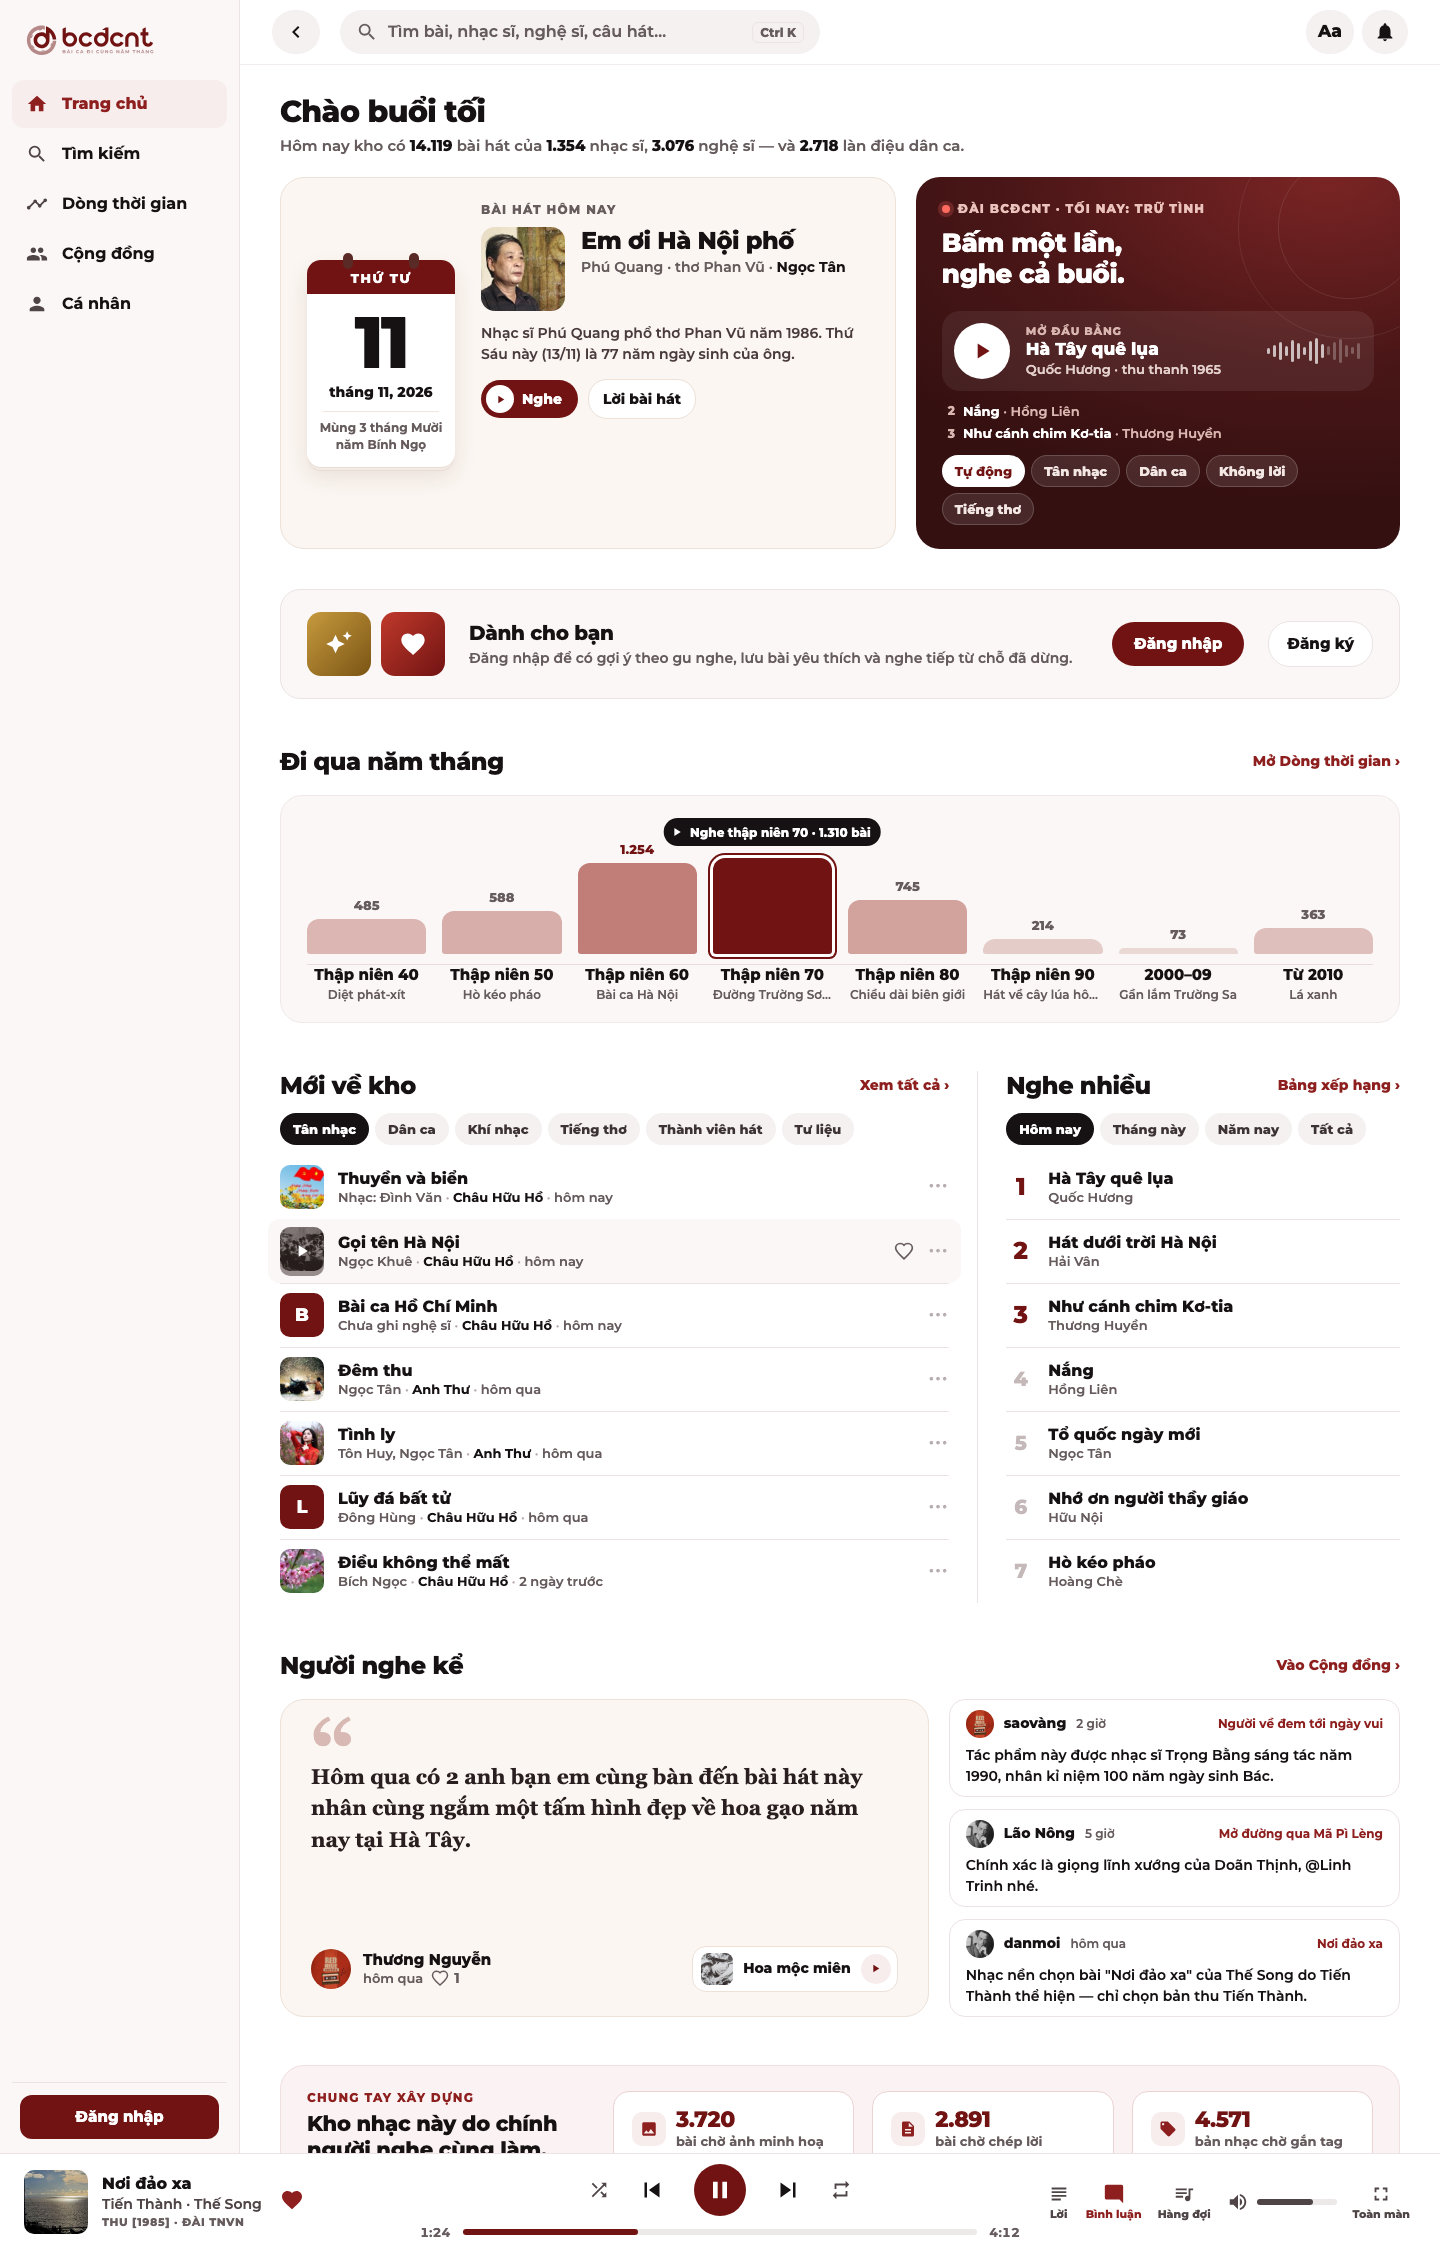 bcdcnt
BÀI CA ĐI CÙNG NĂM THÁNG
Trang chủ
Tìm kiếm
Dòng thời gian
Cộng đồng
Cá nhân
Đăng nhập
Tìm bài, nhạc sĩ, nghệ sĩ, câu hát...
Ctrl K
Aa
Chào buổi tối
Hôm nay kho có 14.119 bài hát của 1.354 nhạc sĩ, 3.076 nghệ sĩ — và 2.718 làn điệu dân ca.
THỨ TƯ
11
tháng 11, 2026
Mùng 3 tháng Mười
năm Bính Ngọ
BÀI HÁT HÔM NAY
Em ơi Hà Nội phố
Phú Quang · thơ Phan Vũ · Ngọc Tân
Nhạc sĩ Phú Quang phổ thơ Phan Vũ năm 1986. Thứ
Sáu này (13/11) là 77 năm ngày sinh của ông.
Nghe
Lời bài hát
ĐÀI BCĐCNT · TỐI NAY: TRỮ TÌNH
Bấm một lần,
nghe cả buổi.
MỞ ĐẦU BẰNG
Hà Tây quê lụa
Quốc Hương · thu thanh 1965
2 Nắng · Hồng Liên
3 Như cánh chim Kơ-tia · Thương Huyền
Tự động
Tân nhạc
Dân ca
Không lời
Tiếng thơ
Dành cho bạn
Đăng nhập để có gợi ý theo gu nghe, lưu bài yêu thích và nghe tiếp từ chỗ đã dừng.
Đăng nhập
Đăng ký
Đi qua năm tháng
Mở Dòng thời gian ›
Nghe thập niên 70 · 1.310 bài
485
588
1.254
745
214
73
363
Thập niên 40
Diệt phát-xít
Thập niên 50
Hò kéo pháo
Thập niên 60
Bài ca Hà Nội
Thập niên 70
Đường Trường Sơ...
Thập niên 80
Chiều dài biên giới
Thập niên 90
Hát về cây lúa hô...
2000–09
Gần lắm Trường Sa
Từ 2010
Lá xanh
Mới về kho
Xem tất cả ›
Tân nhạc
Dân ca
Khí nhạc
Tiếng thơ
Thành viên hát
Tư liệu
Thuyền và biển
Nhạc: Đình Văn · Châu Hữu Hồ · hôm nay
Gọi tên Hà Nội
Ngọc Khuê · Châu Hữu Hồ · hôm nay
B
Bài ca Hồ Chí Minh
Chưa ghi nghệ sĩ · Châu Hữu Hồ · hôm nay
Đêm thu
Ngọc Tân · Anh Thư · hôm qua
Tình ly
Tôn Huy, Ngọc Tân · Anh Thư · hôm qua
L
Lũy đá bất tử
Đông Hùng · Châu Hữu Hồ · hôm qua
Điều không thể mất
Bích Ngọc · Châu Hữu Hồ · 2 ngày trước
Nghe nhiều
Bảng xếp hạng ›
Hôm nay
Tháng này
Năm nay
Tất cả
1
Hà Tây quê lụa
Quốc Hương
2
Hát dưới trời Hà Nội
Hải Vân
3
Như cánh chim Kơ-tia
Thương Huyền
4
Nắng
Hồng Liên
5
Tổ quốc ngày mới
Ngọc Tân
6
Nhớ ơn người thầy giáo
Hữu Nội
7
Hò kéo pháo
Hoàng Chè
Người nghe kể
Vào Cộng đồng ›
“
Hôm qua có 2 anh bạn em cùng bàn đến bài hát này
nhân cùng ngắm một tấm hình đẹp về hoa gạo năm
nay tại Hà Tây.
Thương Nguyễn
hôm qua 1
Hoa mộc miên
saovàng 2 giờ
Người về đem tới ngày vui
Tác phẩm này được nhạc sĩ Trọng Bằng sáng tác năm
1990, nhân kỉ niệm 100 năm ngày sinh Bác.
Lão Nông 5 giờ
Mở đường qua Mã Pì Lèng
Chính xác là giọng lĩnh xướng của Doãn Thịnh, @Linh
Trinh nhé.
danmoi hôm qua
Nơi đảo xa
Nhạc nền chọn bài "Nơi đảo xa" của Thế Song do Tiến
Thành thể hiện — chỉ chọn bản thu Tiến Thành.
CHUNG TAY XÂY DỰNG
Kho nhạc này do chính
người nghe cùng làm.
3.720
bài chờ ảnh minh hoạ
2.891
bài chờ chép lời
4.571
bản nhạc chờ gắn tag
Nơi đảo xa
Tiến Thành · Thế Song
THU [1985] · ĐÀI TNVN
1:24
4:12
Lời
Bình luận
Hàng đợi
Toàn màn